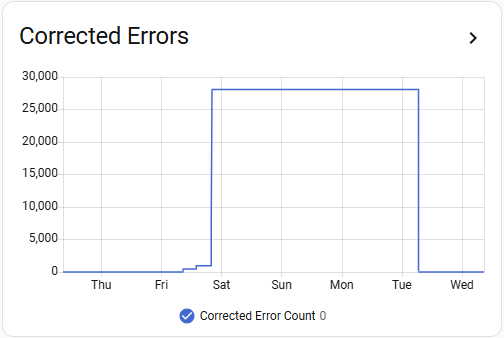 Corrected Errors
30,000
25,000
20,000
15,000
10,000
5,000
0
Thu Fri Sat Sun Mon Tue Wed
Corrected Error Count 0